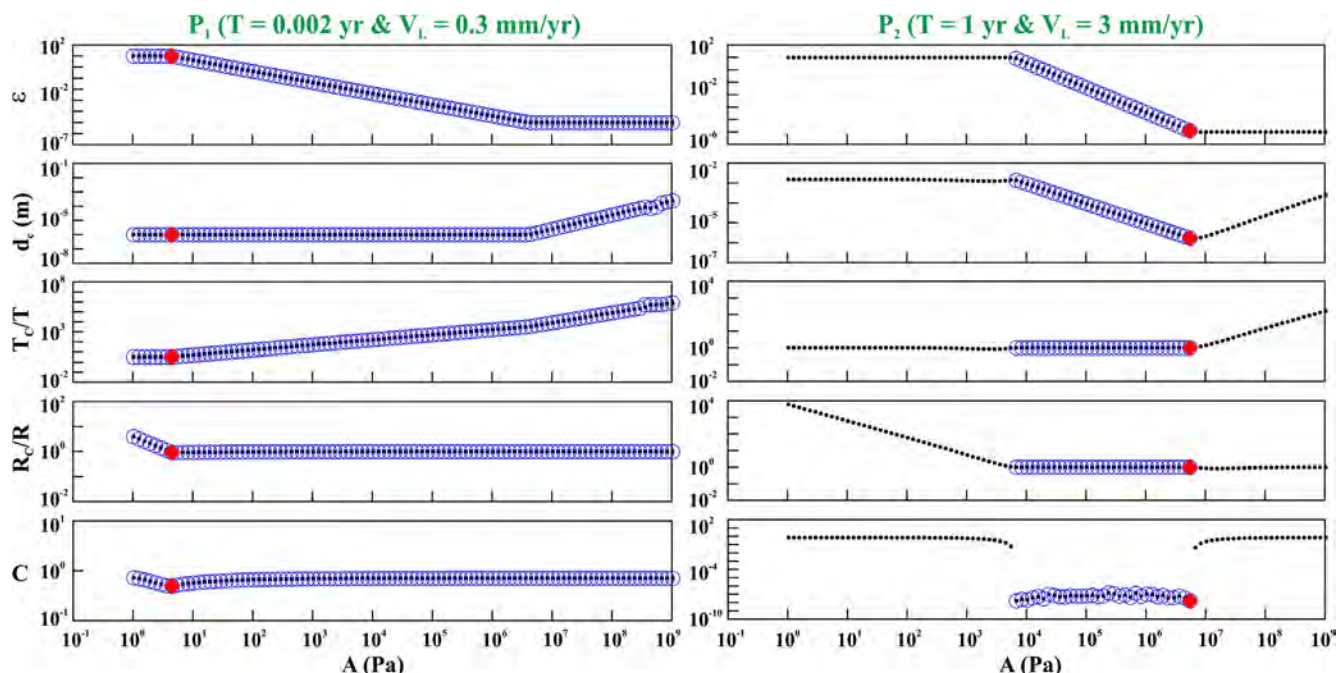 P₁ (T = 0.002 yr & V_L = 0.3 mm/yr) P₂ (T = 1 yr & V_L = 3 mm/yr)
ε 10² 10⁻² 10⁻⁷ 10² 10⁻² 10⁻⁶
d_c (m) 10⁻¹ 10⁻⁵ 10⁻⁸ 10⁻¹ 10⁻² 10⁻⁵ 10⁻⁷
T_C/T 10⁸ 10³ 10⁻² 10⁴ 10⁰ 10⁻²
R_C/R 10² 10⁰ 10² 10⁴ 10² 10⁰ 10⁻²
C 10¹ 10⁰ 10⁻¹ 10² 10⁻⁴ 10⁻¹⁰
10⁻¹ 10⁰ 10¹ 10² 10³ 10⁴ 10⁵ 10⁶ 10⁷ 10⁸ 10⁹ 10⁻¹ 10⁰ 10¹ 10² 10³ 10⁴ 10⁵ 10⁶ 10⁷ 10⁸ 10⁹
A (Pa) A (Pa)